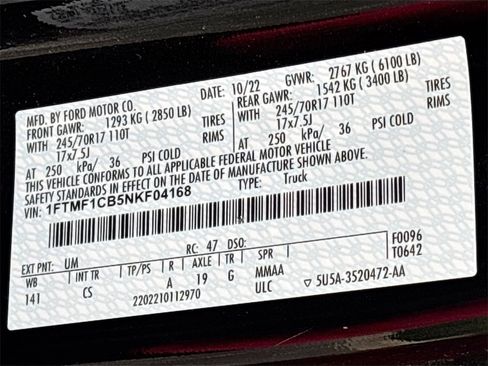 MFD. BY FORD MOTOR CO. DATE: 10/22 GVWR: 2767 KG ( 6100 LB)
FRONT GAWR: 1293 KG ( 2850 LB) REAR GAWR: 1542 KG ( 3400 LB)
WITH 245/70R17 110T TIRES WITH 245/70R17 110T TIRES
17x7.5J RIMS 17x7.5J RIMS
AT 250 kPa/ 36 PSI COLD AT 250 kPa/ 36 PSI COLD
THIS VEHICLE CONFORMS TO ALL APPLICABLE FEDERAL MOTOR VEHICLE
SAFETY STANDARDS IN EFFECT ON THE DATE OF MANUFACTURE SHOWN ABOVE.
VIN: 1FTMF1CB5NKF04168 TYPE: Truck
EXT PNT: UM RC: 47 DSO: F0096
WB INT TR TP/PS R AXLE TR SPR T0642
141 CS A 19 G MMAA
2202210112970 ULC 5U5A-3520472-AA